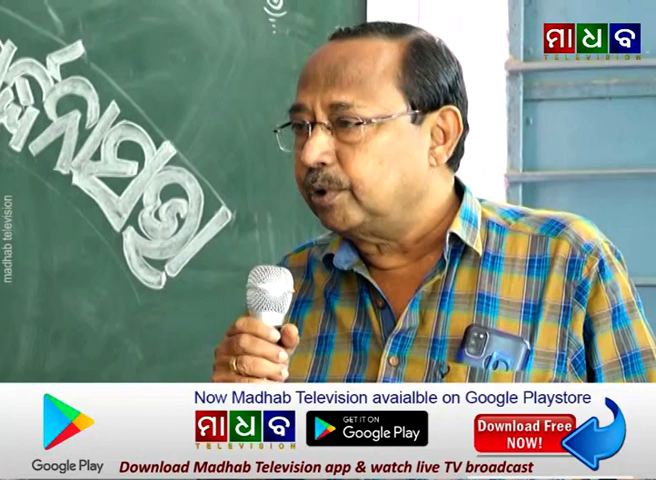 ମାଧବ
TELEVISION
madhab television
Now Madhab Television avaialble on Google Playstore
ମାଧବ
TELEVISION
GET IT ON
Google Play
Download Free
NOW!
Google Play
Download Madhab Television app & watch live TV broadcast